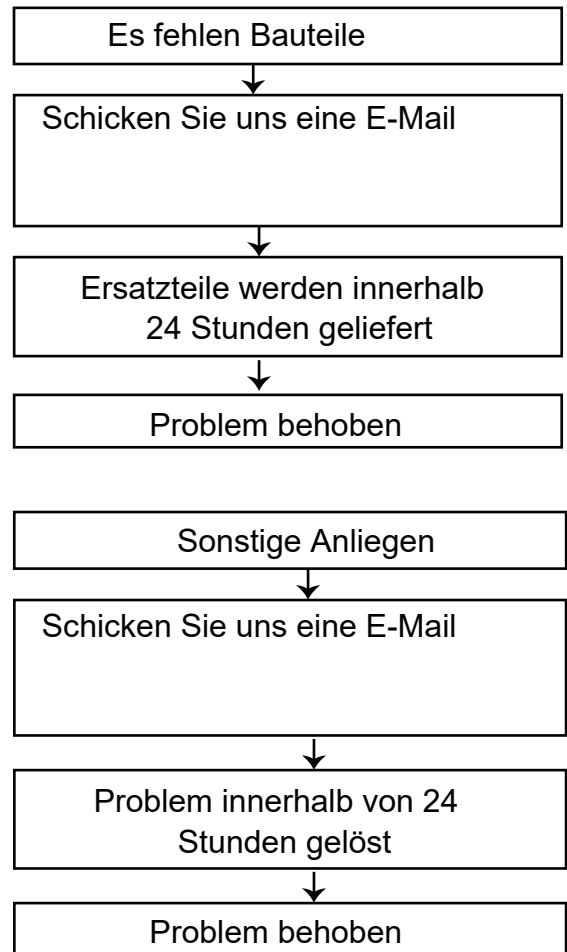 Es fehlen Bauteile
Schicken Sie uns eine E-Mail
Ersatzteile werden innerhalb
24 Stunden geliefert
Problem behoben
Sonstige Anliegen
Schicken Sie uns eine E-Mail
Problem innerhalb von 24
Stunden gelöst
Problem behoben